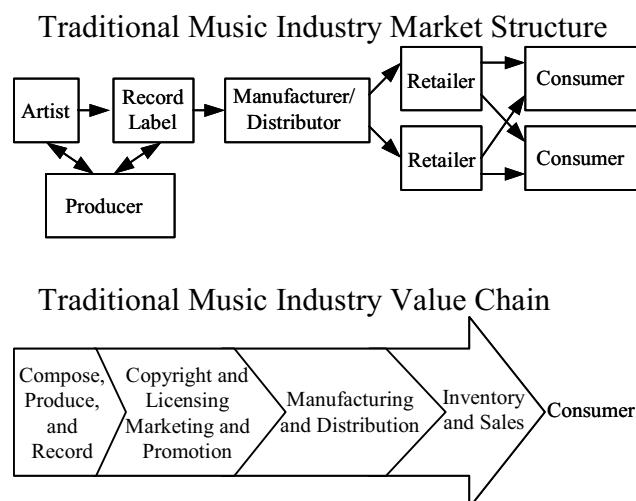 Traditional Music Industry Market Structure
Artist
Record
Label
Manufacturer/
Distributor
Retailer
Consumer
Retailer
Consumer
Producer
Traditional Music Industry Value Chain
Compose,
Produce,
and
Record
Copyright and
Licensing
Marketing and
Promotion
Manufacturing
and Distribution
Inventory
and Sales
Consumer